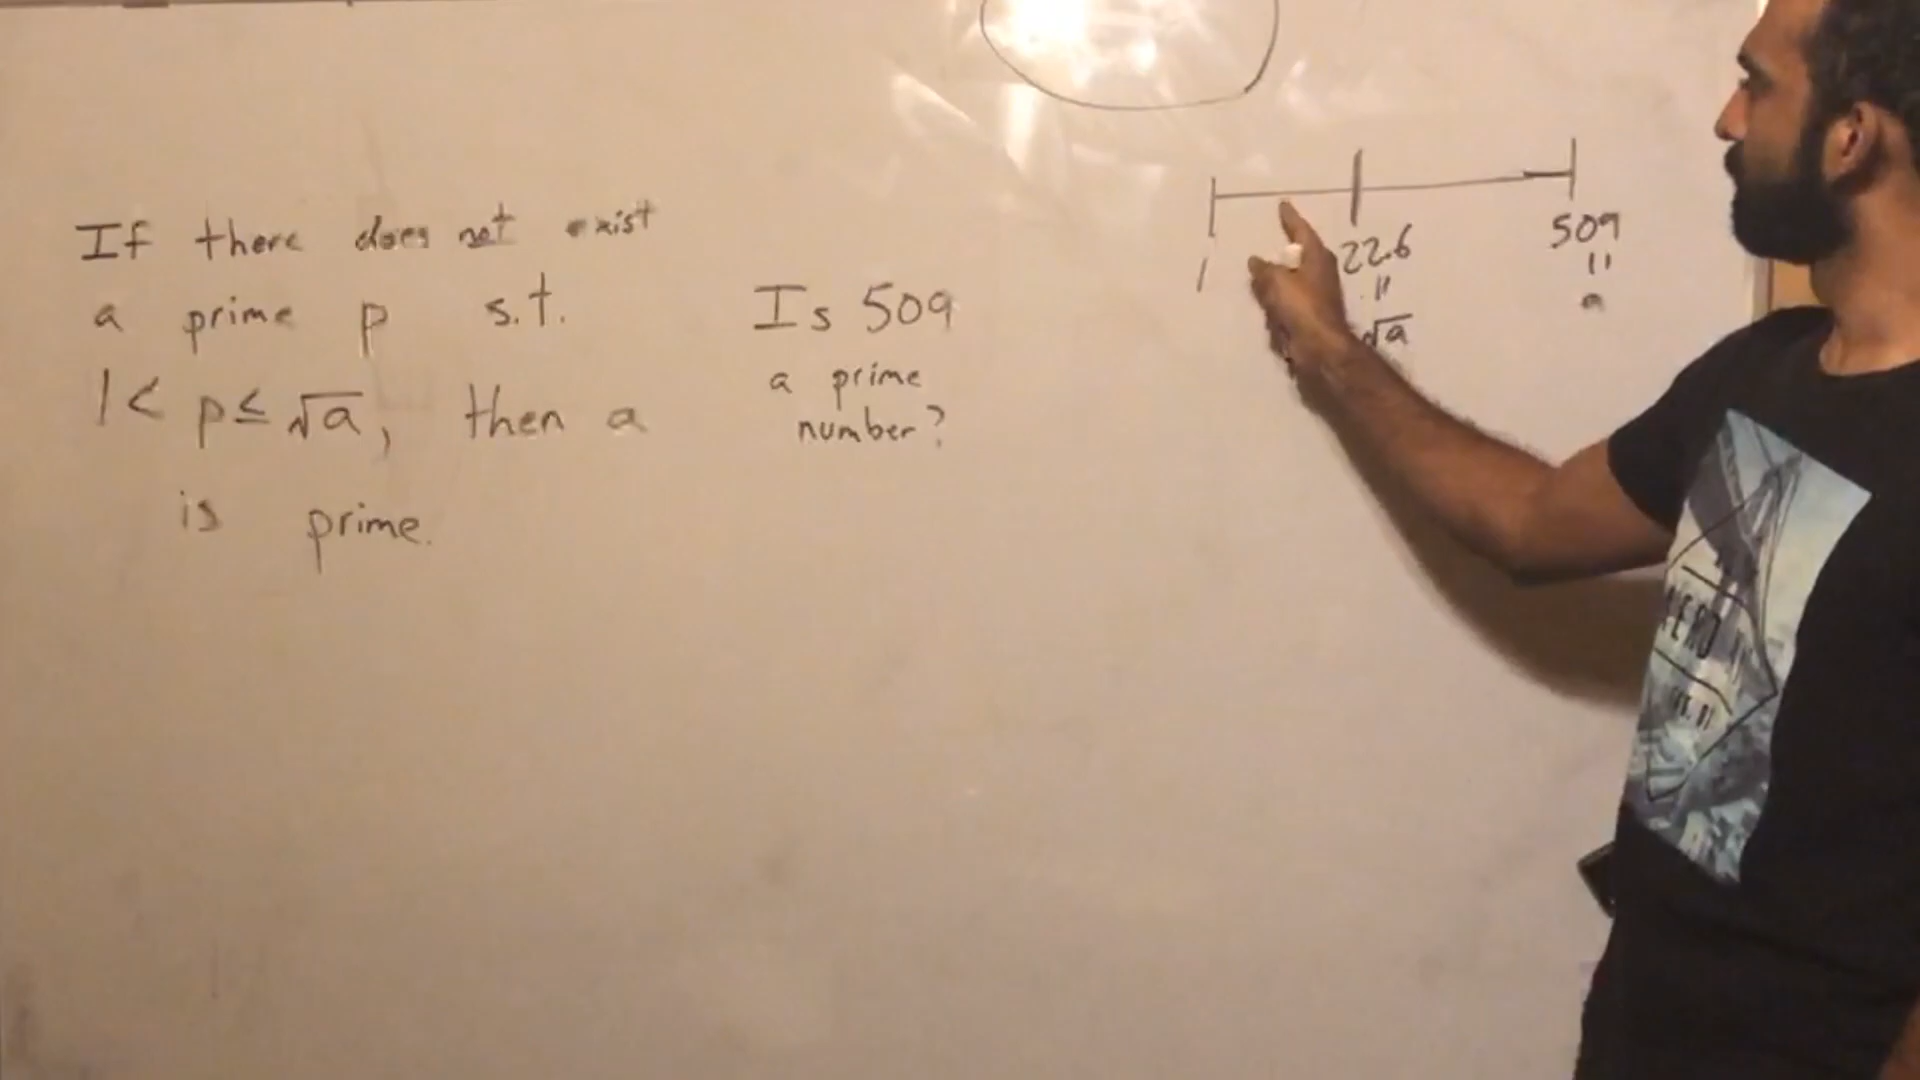 If there does not exist
a prime p s.t.
1 < p ≤ √a, then a
is prime.
Is 509
a prime
number?
1 22.6 509
" "
√a a